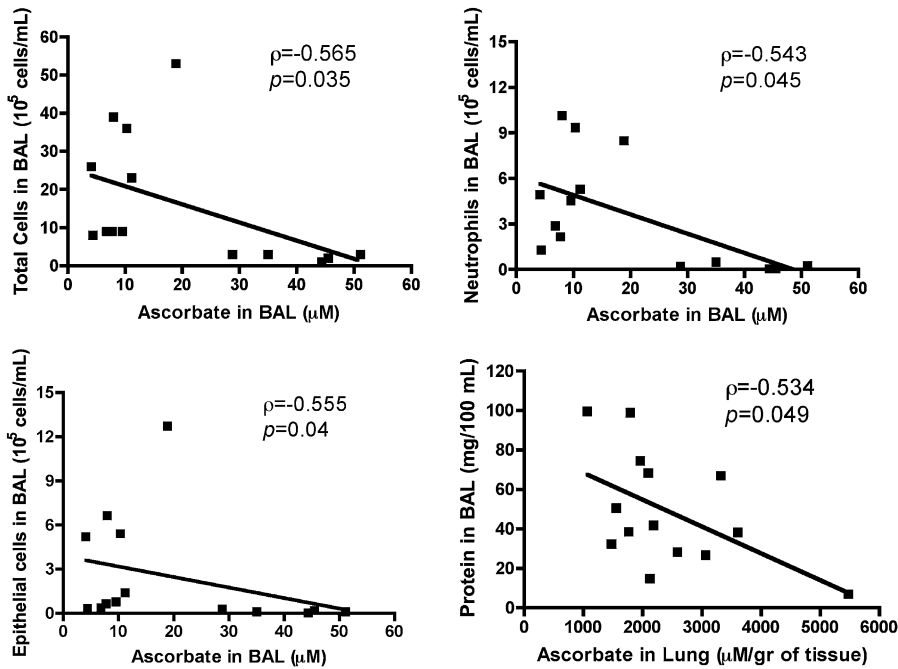 Total Cells in BAL (10⁵ cells/mL)
60
50
40
30
20
10
0
ρ=-0.565
p=0.035
0 10 20 30 40 50 60
Ascorbate in BAL (μM)
Neutrophils in BAL (10⁵ cells/mL)
15
12
9
6
3
0
ρ=-0.543
p=0.045
0 10 20 30 40 50 60
Ascorbate in BAL (μM)
Epithelial cells in BAL (10⁵ cells/mL)
15
12
9
6
3
0
ρ=-0.555
p=0.04
0 10 20 30 40 50 60
Ascorbate in BAL (μM)
Protein in BAL (mg/100 mL)
120
100
80
60
40
20
0
ρ=-0.534
p=0.049
0 1000 2000 3000 4000 5000 6000
Ascorbate in Lung (μM/gr of tissue)